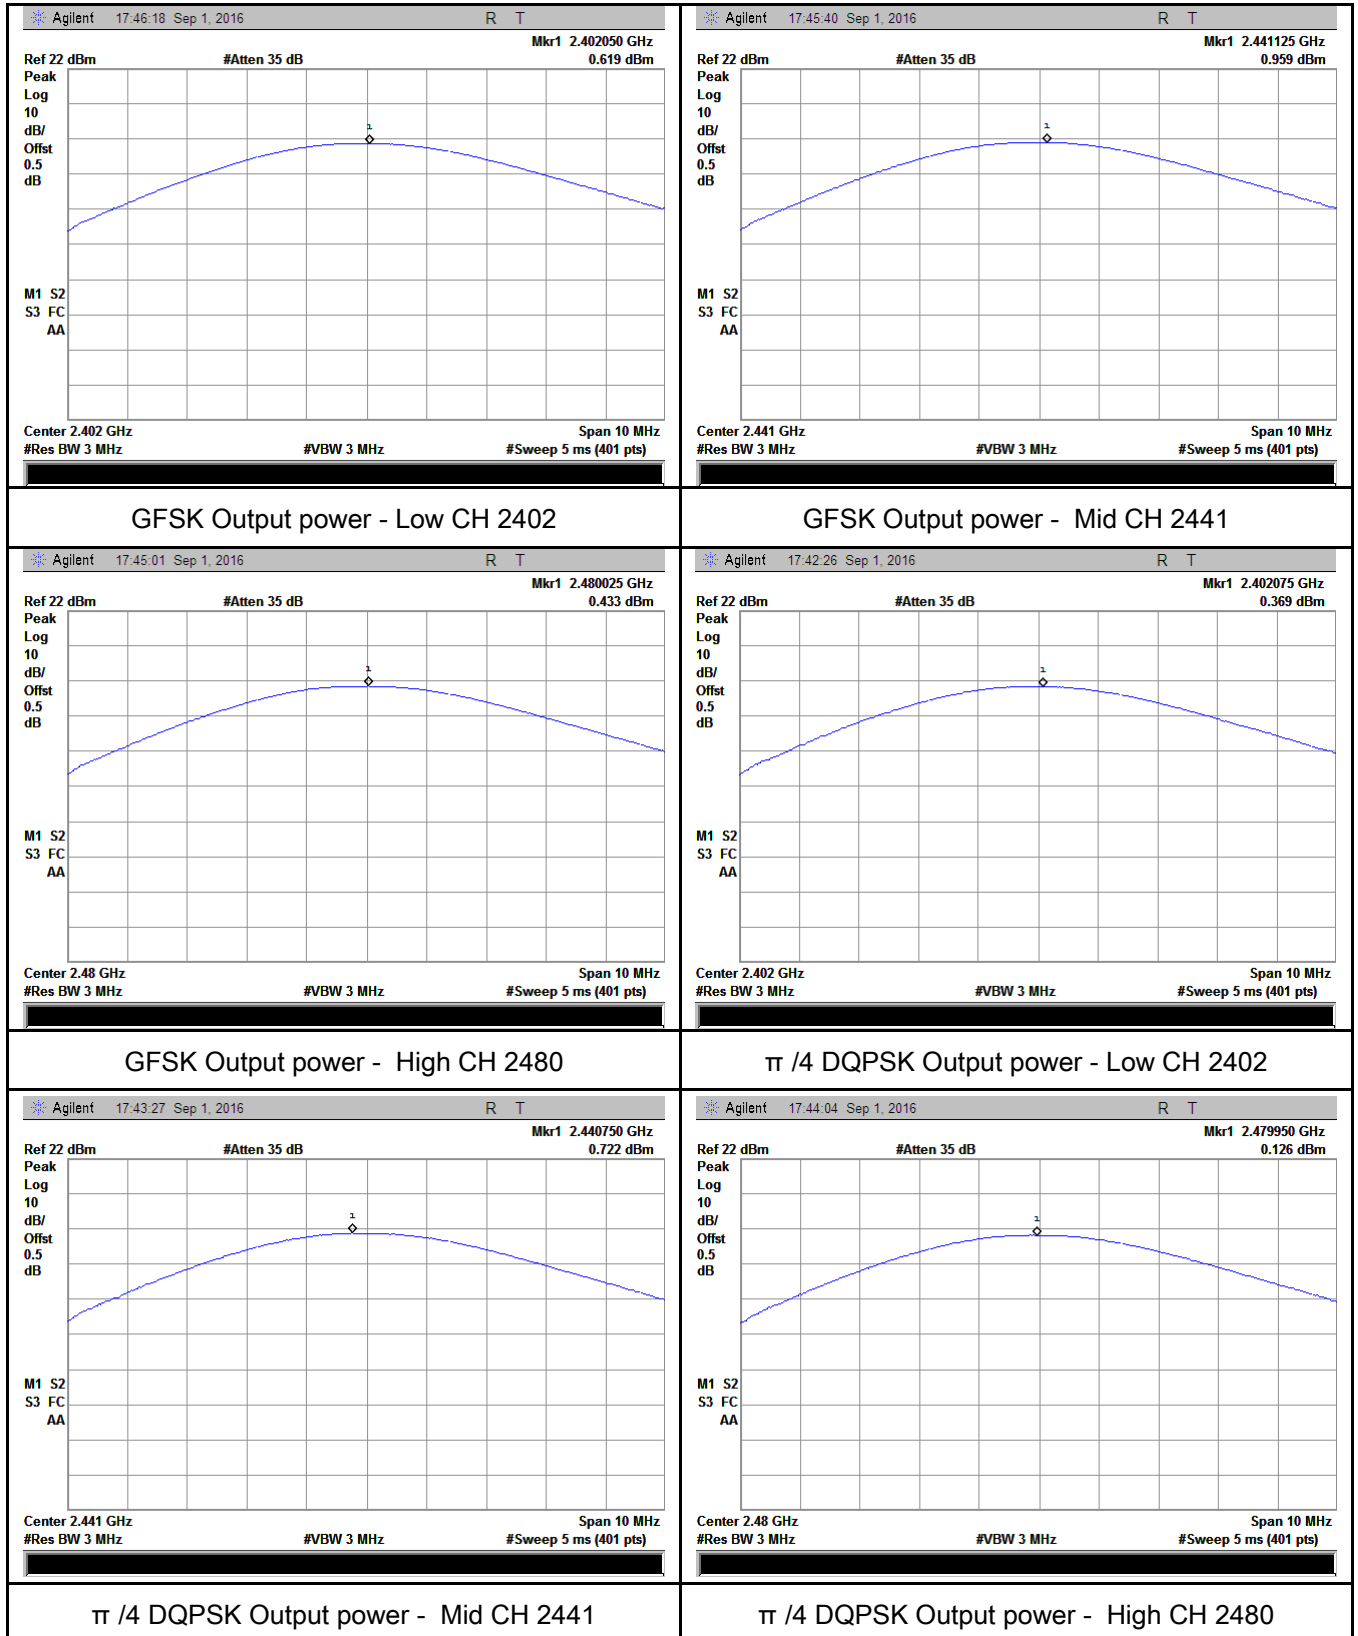 Agilent 17:46:18 Sep 1, 2016 R T
Mkr1 2.402050 GHz
Ref 22 dBm #Atten 35 dB 0.619 dBm
Peak
Log
10
dB/
Offst
0.5
dB
1
M1 S2
S3 FC
AA
Center 2.402 GHz Span 10 MHz
#Res BW 3 MHz #VBW 3 MHz #Sweep 5 ms (401 pts)
GFSK Output power - Low CH 2402
Agilent 17:45:40 Sep 1, 2016 R T
Mkr1 2.441125 GHz
Ref 22 dBm #Atten 35 dB 0.959 dBm
Peak
Log
10
dB/
Offst
0.5
dB
1
M1 S2
S3 FC
AA
Center 2.441 GHz Span 10 MHz
#Res BW 3 MHz #VBW 3 MHz #Sweep 5 ms (401 pts)
GFSK Output power - Mid CH 2441
Agilent 17:45:01 Sep 1, 2016 R T
Mkr1 2.480025 GHz
Ref 22 dBm #Atten 35 dB 0.433 dBm
Peak
Log
10
dB/
Offst
0.5
dB
1
M1 S2
S3 FC
AA
Center 2.48 GHz Span 10 MHz
#Res BW 3 MHz #VBW 3 MHz #Sweep 5 ms (401 pts)
GFSK Output power - High CH 2480
Agilent 17:42:26 Sep 1, 2016 R T
Mkr1 2.402075 GHz
Ref 22 dBm #Atten 35 dB 0.369 dBm
Peak
Log
10
dB/
Offst
0.5
dB
1
M1 S2
S3 FC
AA
Center 2.402 GHz Span 10 MHz
#Res BW 3 MHz #VBW 3 MHz #Sweep 5 ms (401 pts)
π /4 DQPSK Output power - Low CH 2402
Agilent 17:43:27 Sep 1, 2016 R T
Mkr1 2.440750 GHz
Ref 22 dBm #Atten 35 dB 0.722 dBm
Peak
Log
10
dB/
Offst
0.5
dB
1
M1 S2
S3 FC
AA
Center 2.441 GHz Span 10 MHz
#Res BW 3 MHz #VBW 3 MHz #Sweep 5 ms (401 pts)
π /4 DQPSK Output power - Mid CH 2441
Agilent 17:44:04 Sep 1, 2016 R T
Mkr1 2.479950 GHz
Ref 22 dBm #Atten 35 dB 0.126 dBm
Peak
Log
10
dB/
Offst
0.5
dB
1
M1 S2
S3 FC
AA
Center 2.48 GHz Span 10 MHz
#Res BW 3 MHz #VBW 3 MHz #Sweep 5 ms (401 pts)
π /4 DQPSK Output power - High CH 2480